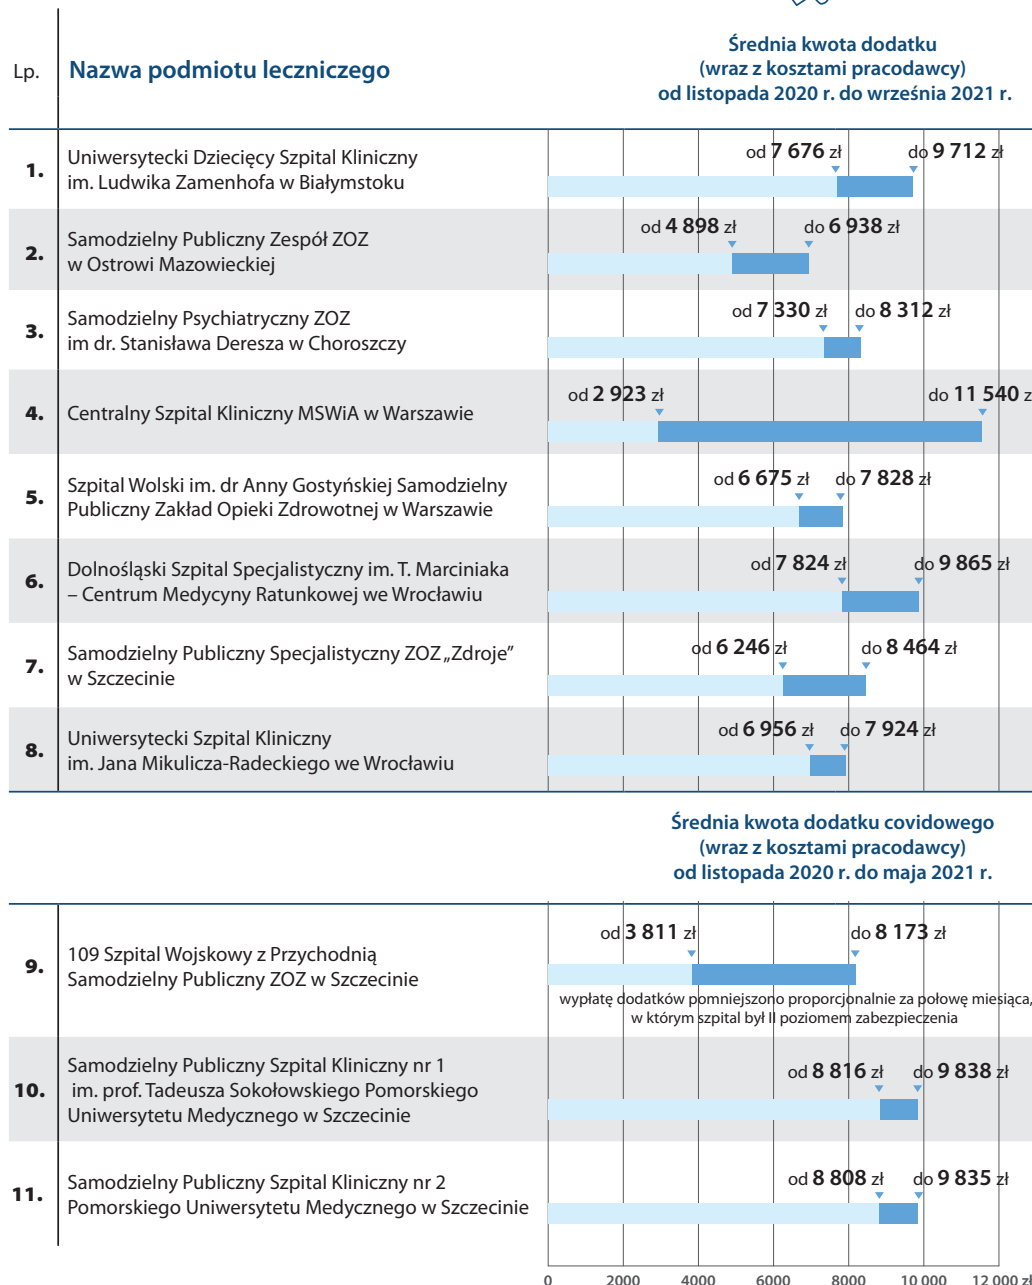 Lp.
Nazwa podmiotu leczniczego
Średnia kwota dodatku
(wraz z kosztami pracodawcy)
od listopada 2020 r. do września 2021 r.
1.
Uniwersytecki Dziecięcy Szpital Kliniczny
im. Ludwika Zamenhofa w Białymstoku
od 7 676 zł do 9 712 zł
2.
Samodzielny Publiczny Zespół ZOZ
w Ostrowi Mazowieckiej
od 4 898 zł do 6 938 zł
3.
Samodzielny Psychiatryczny ZOZ
im dr. Stanisława Deresza w Choroszczy
od 7 330 zł do 8 312 zł
4.
Centralny Szpital Kliniczny MSWiA w Warszawie
od 2 923 zł do 11 540 z
5.
Szpital Wolski im. dr Anny Gostyńskiej Samodzielny
Publiczny Zakład Opieki Zdrowotnej w Warszawie
od 6 675 zł do 7 828 zł
6.
Dolnośląski Szpital Specjalistyczny im. T. Marciniaka
– Centrum Medycyny Ratunkowej we Wrocławiu
od 7 824 zł do 9 865 zł
7.
Samodzielny Publiczny Specjalistyczny ZOZ „Zdroje”
w Szczecinie
od 6 246 zł do 8 464 zł
8.
Uniwersytecki Szpital Kliniczny
im. Jana Mikulicza-Radeckiego we Wrocławiu
od 6 956 zł do 7 924 zł
Średnia kwota dodatku covidowego
(wraz z kosztami pracodawcy)
od listopada 2020 r. do maja 2021 r.
9.
109 Szpital Wojskowy z Przychodnią
Samodzielny Publiczny ZOZ w Szczecinie
od 3 811 zł do 8 173 zł
wypłatę dodatków pomniejszono proporcjonalnie za połowę miesiąca,
w którym szpital był II poziomem zabezpieczenia
10.
Samodzielny Publiczny Szpital Kliniczny nr 1
im. prof. Tadeusza Sokołowskiego Pomorskiego
Uniwersytetu Medycznego w Szczecinie
od 8 816 zł do 9 838 zł
11.
Samodzielny Publiczny Szpital Kliniczny nr 2
Pomorskiego Uniwersytetu Medycznego w Szczecinie
od 8 808 zł do 9 835 zł
0 2000 4000 6000 8000 10 000 12 000 zł